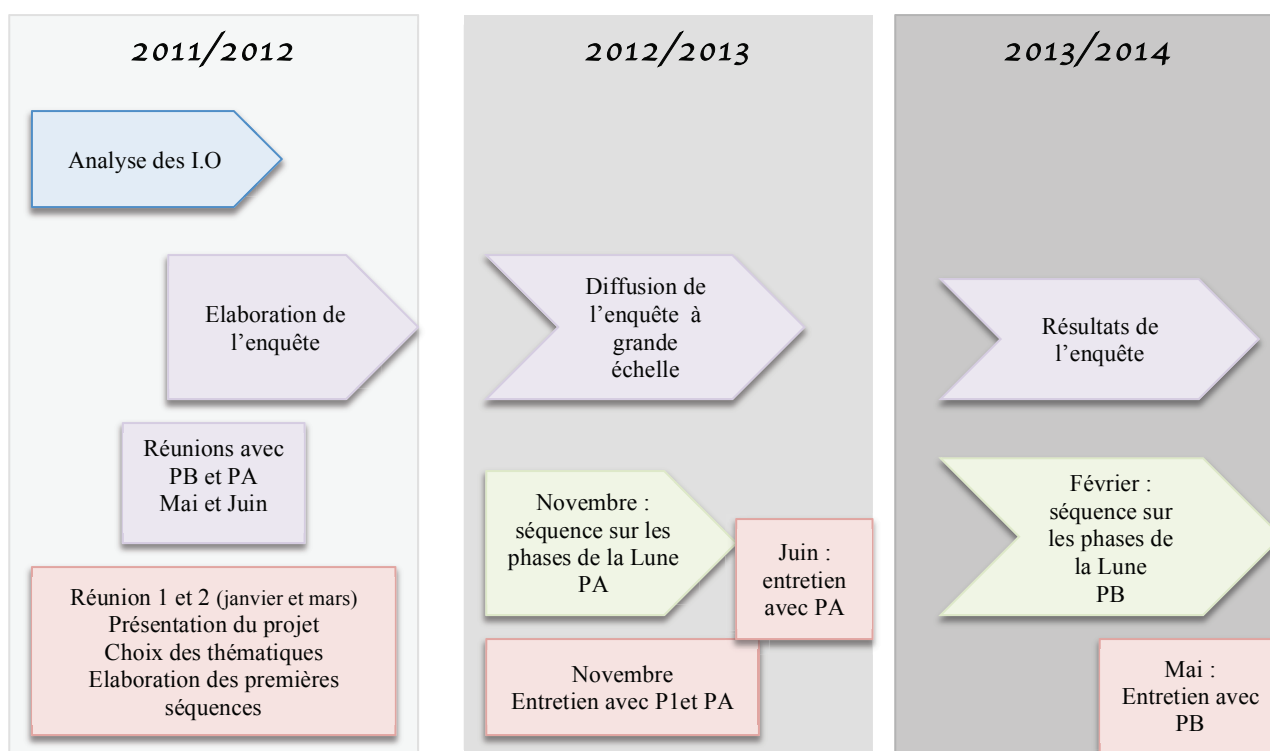 2011/2012
Analyse des I.O
Elaboration de
l’enquête
Réunions avec
PB et PA
Mai et Juin
Réunion 1 et 2 (janvier et mars)
Présentation du projet
Choix des thématiques
Elaboration des premières
séquences
2012/2013
Diffusion de
l’enquête à
grande
échelle
Novembre :
séquence sur les
phases de la Lune
PA
Juin :
entretien
avec PA
Novembre
Entretien avec P1et PA
2013/2014
Résultats de
l’enquête
Février :
séquence sur
les phases de
la Lune
PB
Mai :
Entretien avec
PB